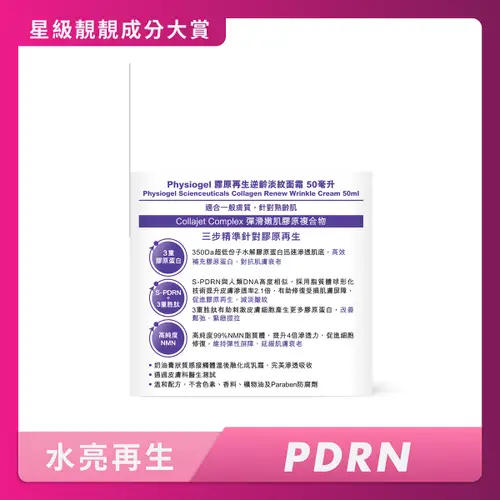 星級靚靚成分大賞
Physiogel 膠原再生逆齡淡紋面霜 50毫升
Physiogel Scienceuticals Collagen Renew Wrinkle Cream 50ml
適合一般膚質，針對熟齡肌
Collajet Complex 彈滑嫩肌膠原複合物
三步精準針對膠原再生
3重
膠原蛋白
350Da超低份子水解膠原蛋白迅速滲透肌底，高效
補充膠原蛋白，對抗肌膚衰老
S-PDRN
+
3重胜肽
S-PDRN與人類DNA高度相似，採用脂質體球形化
技術提升皮膚滲透率2.1倍，有助修復受損肌膚屏障，
促進膠原再生，減淡皺紋
3重胜肽有助刺激皮膚細胞產生更多膠原蛋白，改善
鬆弛，緊緻提拉
高純度
NMN
高純度99%NMN脂質體，提升4倍滲透力，促進細胞
修復，維持彈性屏障，延緩肌膚衰老
• 奶油膏狀質感接觸體溫後融化成乳霜，完美滲透吸收
• 通過皮膚科醫生測試
• 溫和配方，不含色素、香料、礦物油及Paraben防腐劑
水亮再生
PDRN